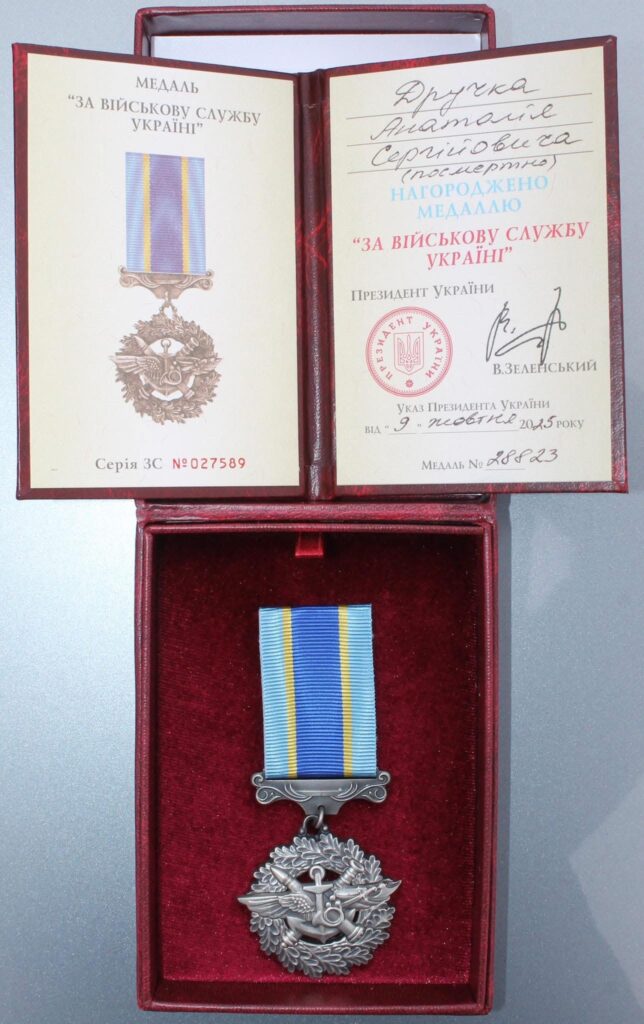 МЕДАЛЬ
"ЗА ВІЙСЬКОВУ СЛУЖБУ
УКРАЇНІ"
Серія ЗС №027589
Дручка
Анатолія
Сергійовича
(посмертно)
НАГОРОДЖЕНО
МЕДАЛЛЮ
"ЗА ВІЙСЬКОВУ СЛУЖБУ
УКРАЇНІ"
ПРЕЗИДЕНТ УКРАЇНИ
ПРЕЗИДЕНТ УКРАЇНИ
В.ЗЕЛЕНСЬКИЙ
УКАЗ ПРЕЗИДЕНТА УКРАЇНИ
ВІД " 9 " жовтня 2025 РОКУ
МЕДАЛЬ № 28823